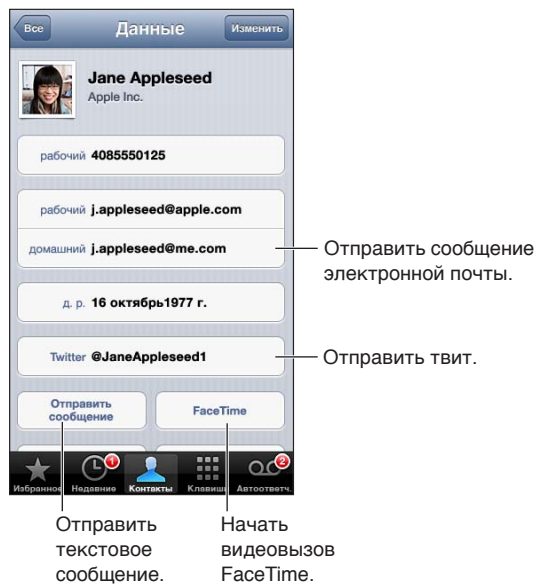 Все
Данные
Изменить
Jane Appleseed
Apple Inc.
рабочий 4085550125
рабочий j.appleseed@apple.com
домашний j.appleseed@me.com
Отправить сообщение
электронной почты.
д. р. 16 октябрь1977 г.
Twitter @JaneAppleseed1
Отправить твит.
Отправить
сообщение
FaceTime
1
2
Избранное
Недавние
Контакты
Клавиши
Автоответч.
Отправить
текстовое
сообщение.
Начать
видеовызов
FaceTime.